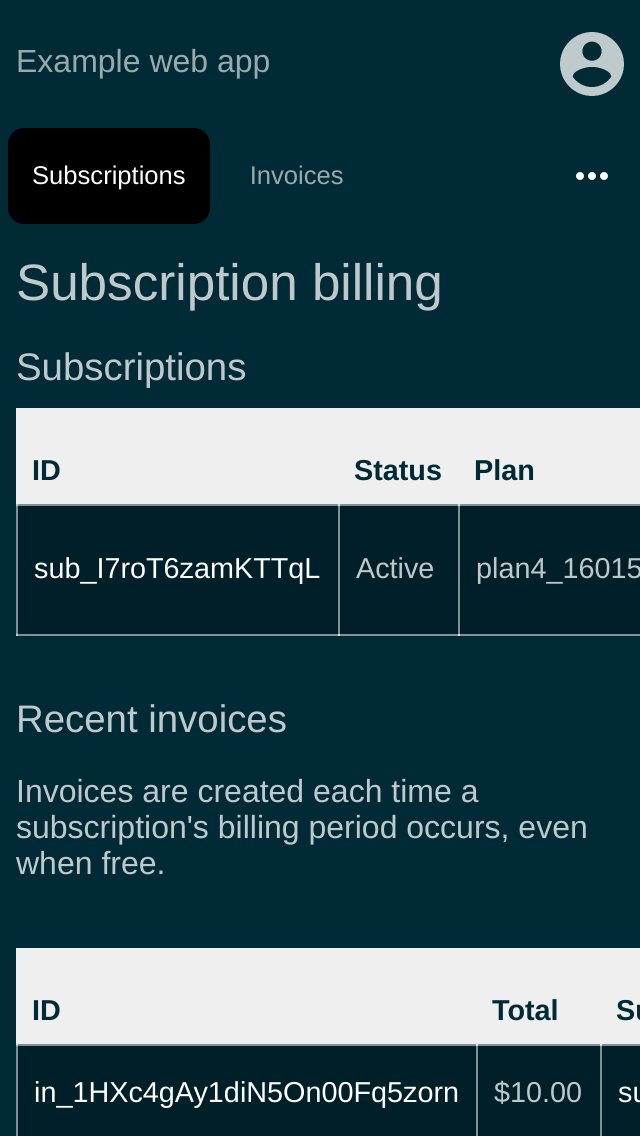 Example web app
Subscriptions Invoices
Subscription billing
Subscriptions
ID Status Plan
sub_I7roT6zamKTTqL Active plan4_16015
Recent invoices
Invoices are created each time a
subscription's billing period occurs, even
when free.
ID Total
in_1HXc4gAy1diN5On00Fq5zorn $10.00